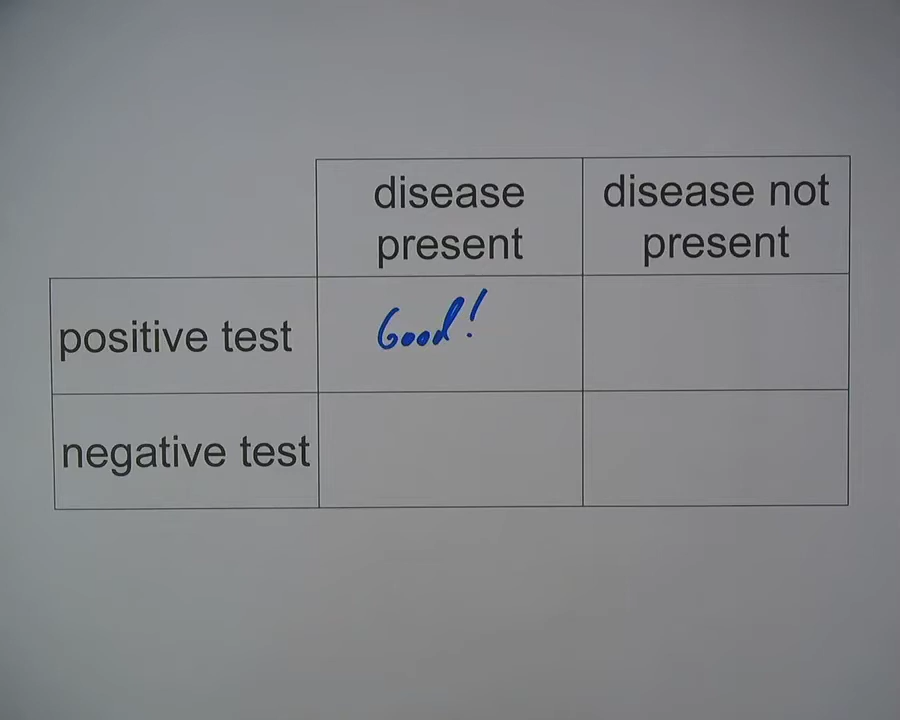 disease
present
disease not
present
positive test
Good!
negative test